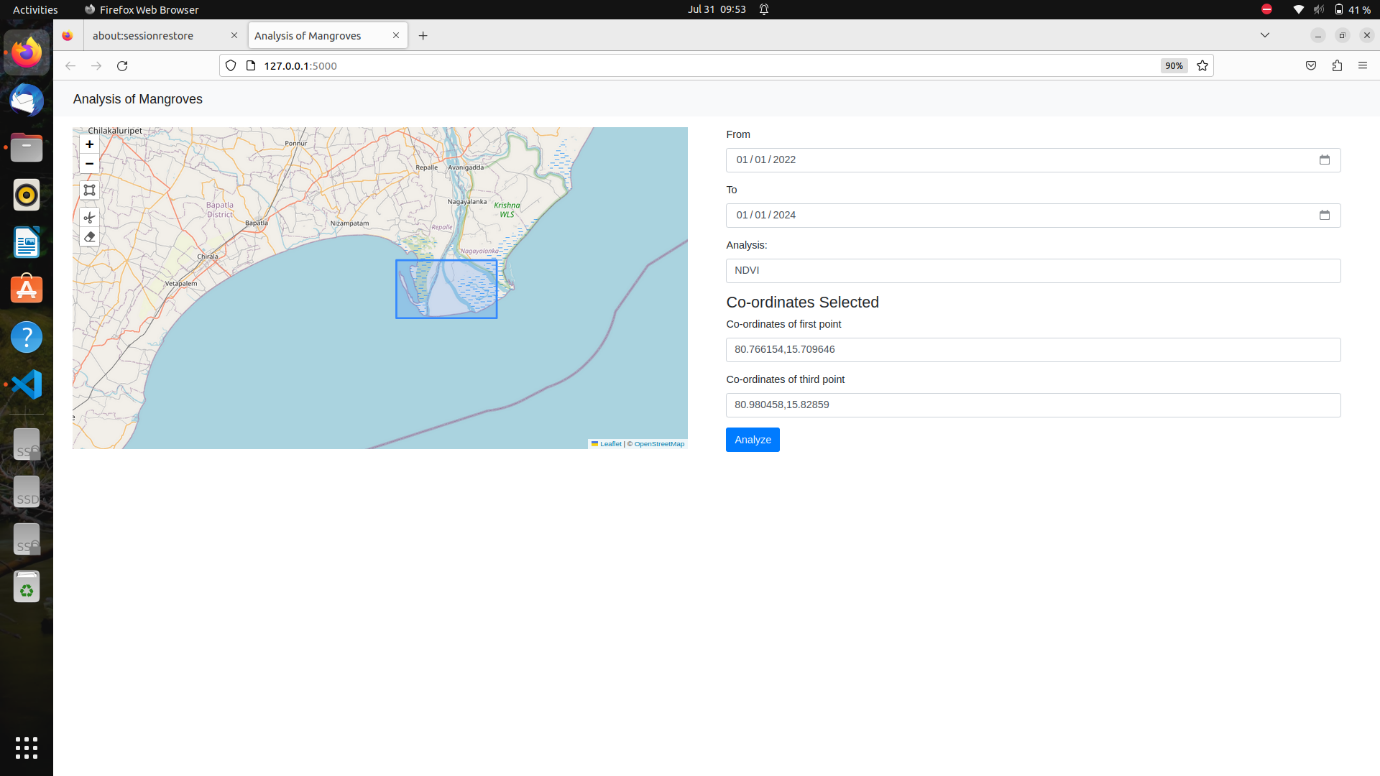 Activities
Firefox Web Browser
Jul 31 09:53
41 %
about:sessionrestore
Analysis of Mangroves
127.0.0.1:5000
90%
Analysis of Mangroves
Chilakaluripet
Ponnur
Repalle
Avanigadda
Nagayalanka
Bapatla
District
Krishna
WLS
Bapatla
Nizampatam
Repalle
Nagayalanka
Chirala
Vetapalem
+
−
Leaflet | © OpenStreetMap
From
01/01/2022
To
01/01/2024
Analysis:
NDVI
Co-ordinates Selected
Co-ordinates of first point
80.766154,15.709646
Co-ordinates of third point
80.980458,15.82859
Analyze
SSD